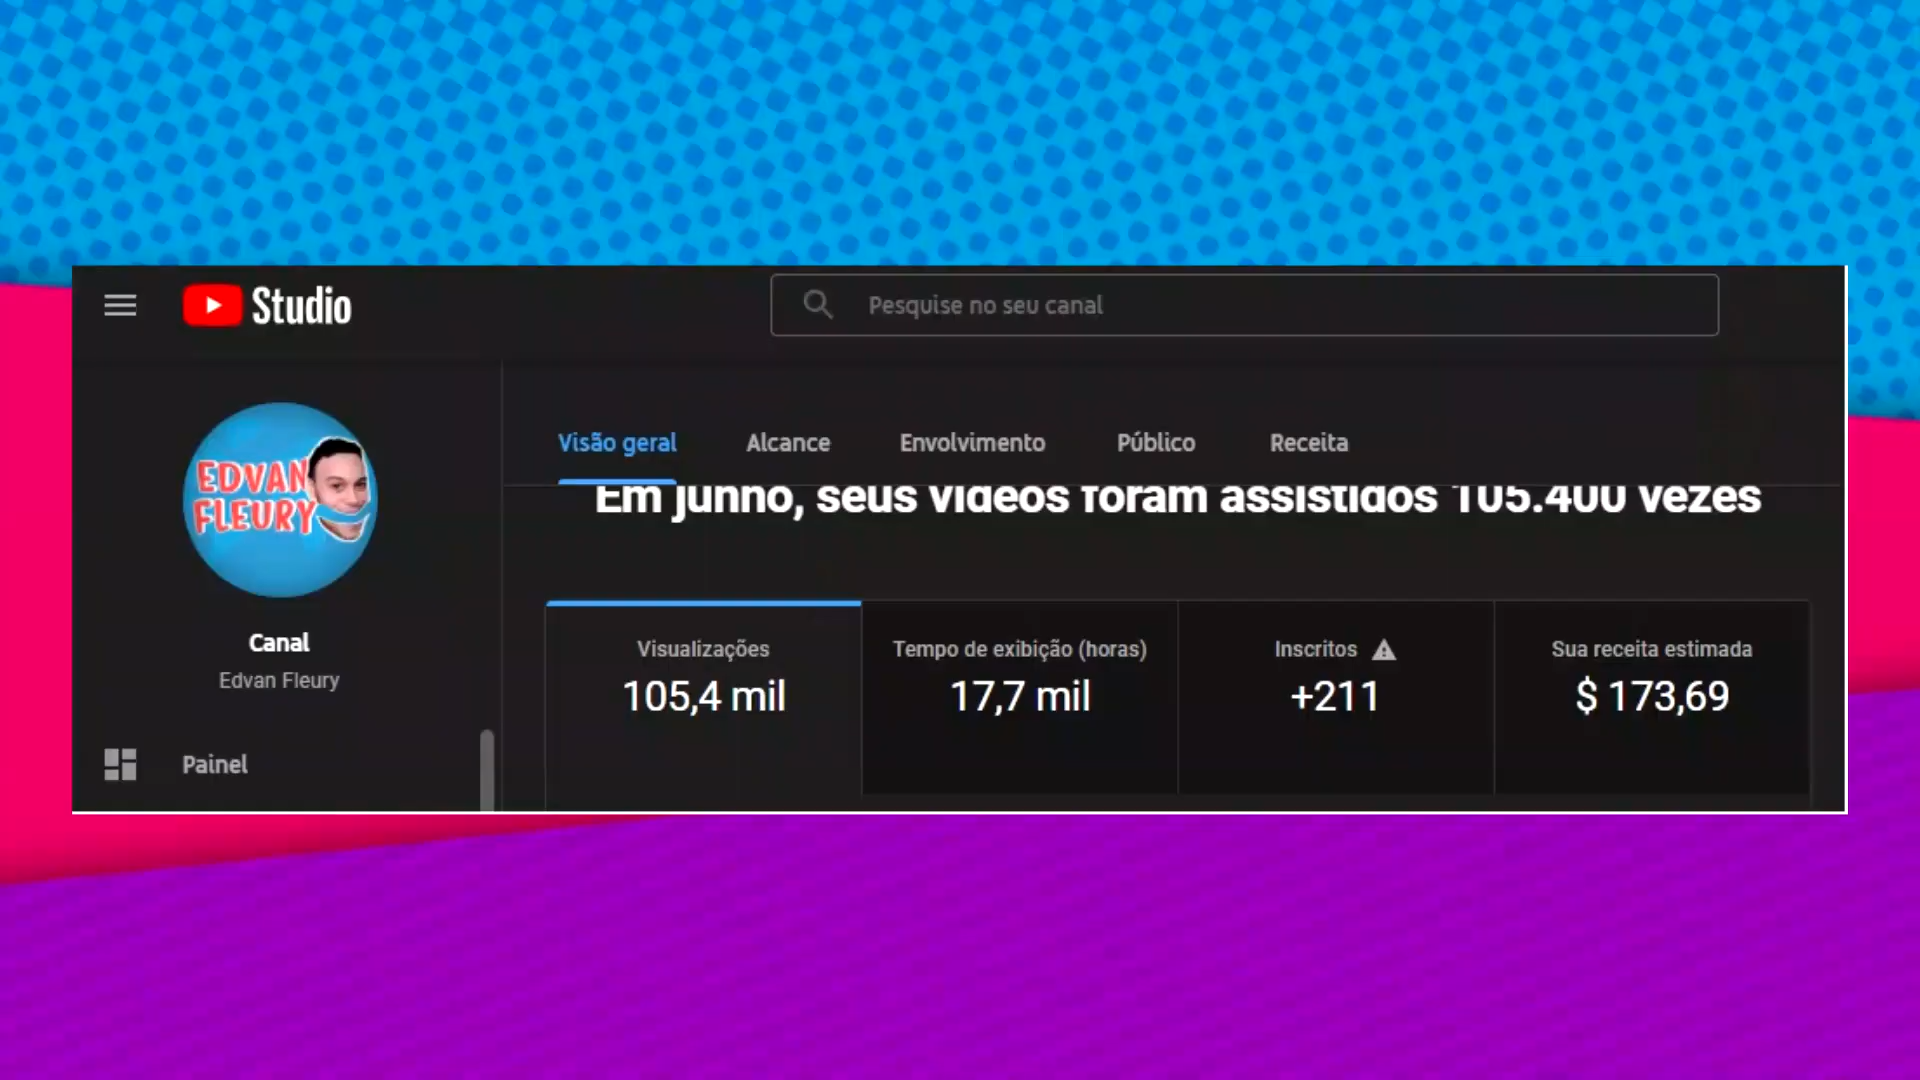 Studio
Pesquise no seu canal
EDVAN
FLEURY
Canal
Edvan Fleury
Painel
Visão geral Alcance Envolvimento Público Receita
Em junho, seus vídeos foram assistidos 105.400 vezes
Visualizações
105,4 mil
Tempo de exibição (horas)
17,7 mil
Inscritos
+211
Sua receita estimada
$ 173,69